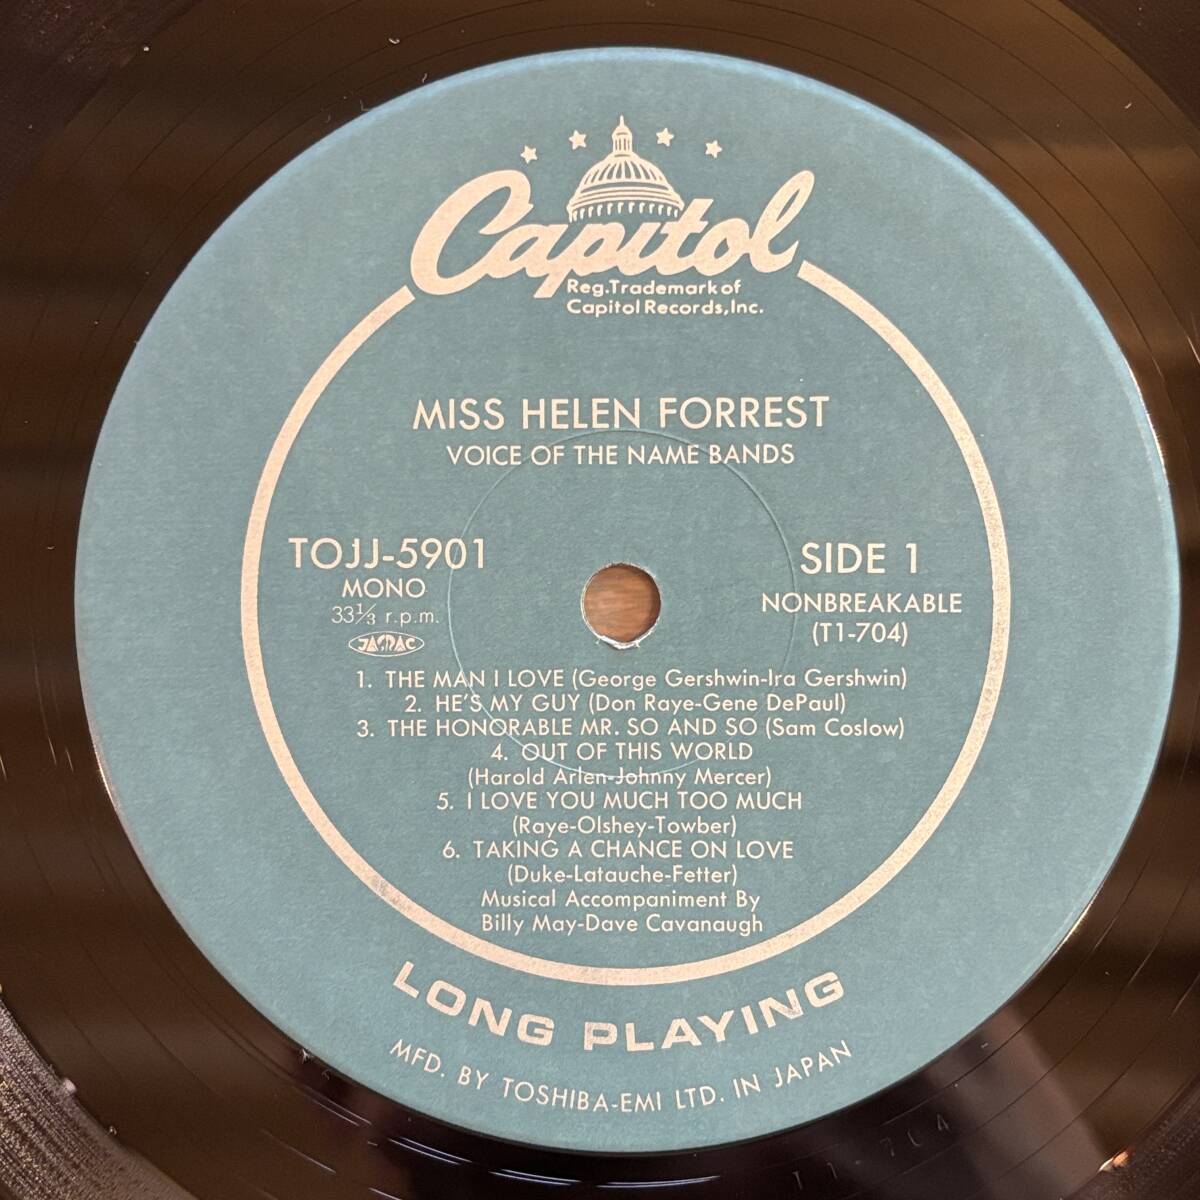 Capitol
Reg.Trademark of
Capitol Records,Inc.
MISS HELEN FORREST
VOICE OF THE NAME BANDS
TOJJ-5901
MONO
33⅓ r.p.m.
JASRAC
SIDE 1
NONBREAKABLE
(T1-704)
1. THE MAN I LOVE (George Gershwin-Ira Gershwin)
2. HE'S MY GUY (Don Raye-Gene DePaul)
3. THE HONORABLE MR. SO AND SO (Sam Coslow)
4. OUT OF THIS WORLD
(Harold Arlen-Johnny Mercer)
5. I LOVE YOU MUCH TOO MUCH
(Raye-Olshey-Towber)
6. TAKING A CHANCE ON LOVE
(Duke-Latauche-Fetter)
Musical Accompaniment By
Billy May-Dave Cavanaugh
LONG PLAYING
MFD. BY TOSHIBA-EMI LTD. IN JAPAN
T1-704